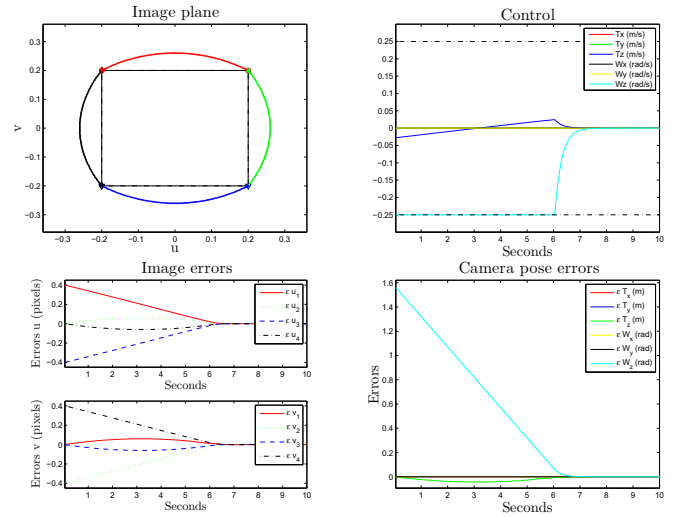 Image plane
0.3
0.2
0.1
0
−0.1
−0.2
−0.3
v
−0.3 −0.2 −0.1 0 0.1 0.2 0.3
u
Control
0.25
0.2
0.15
0.1
0.05
0
−0.05
−0.1
−0.15
−0.2
−0.25
Tx (m/s)
Ty (m/s)
Tz (m/s)
Wx (rad/s)
Wy (rad/s)
Wz (rad/s)
1 2 3 4 5 6 7 8 9 10
Seconds
Image errors
Errors u (pixels)
0.4
0.2
0
−0.2
−0.4
ε u1
ε u2
ε u3
ε u4
1 2 3 4 5 6 7 8 9 10
Seconds
Errors v (pixels)
0.4
0.2
0
−0.2
−0.4
ε v1
ε v2
ε v3
ε v4
1 2 3 4 5 6 7 8 9 10
Seconds
Camera pose errors
Errors
1.6
1.4
1.2
1
0.8
0.6
0.4
0.2
0
ε Tx (m)
ε Ty (m)
ε Tz (m)
ε Wx (rad)
ε Wy (rad)
ε Wz (rad)
1 2 3 4 5 6 7 8 9 10
Seconds